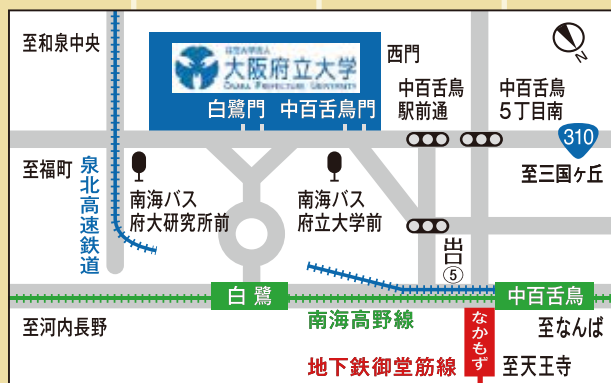 至和泉中央
公立大学法人
大阪府立大学
OSAKA PREFECTURE UNIVERSITY
西門
N
白鷺門
中百舌鳥門
中百舌鳥
駅前通
中百舌鳥
5丁目南
310
至福町
泉北高速鉄道
南海バス
府大研究所前
南海バス
府立大学前
至三国ヶ丘
出口
5
白鷺
中百舌鳥
至河内長野
南海高野線
なかもず
至なんば
地下鉄御堂筋線
至天王寺